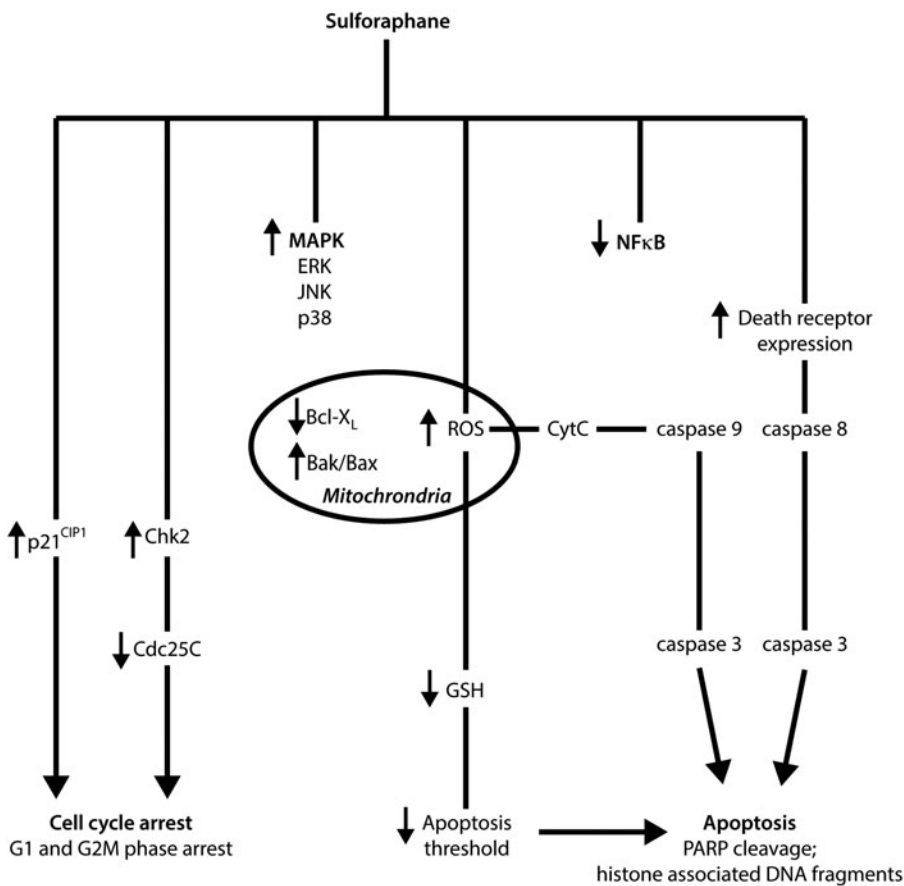 Sulforaphane
MAPK
ERK
JNK
p38
NFκB
Death receptor
expression
Bcl-XL
Bak/Bax
Mitochrondria
ROS
CytC
caspase 9
caspase 8
p21CIP1
Chk2
Cdc25C
GSH
caspase 3
caspase 3
Cell cycle arrest
G1 and G2M phase arrest
Apoptosis
threshold
Apoptosis
PARP cleavage;
histone associated DNA fragments